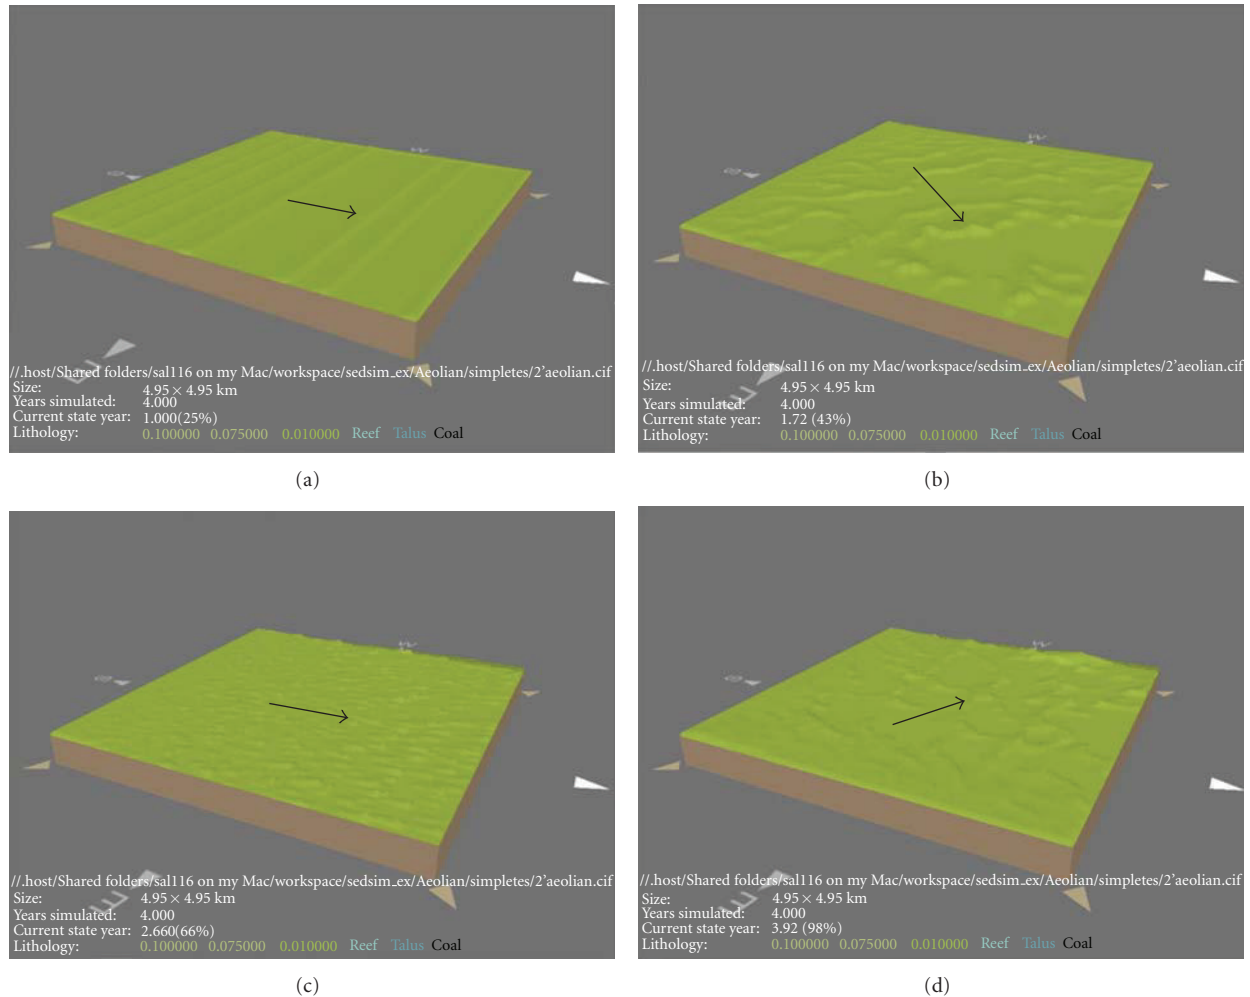 //.host/Shared folders/sal116 on my Mac/workspace/sedsim_ex/Aeolian/simpletes/2'aeolian.cif
Size: 4.95 × 4.95 km
Years simulated: 4.000
Current state year: 1.000(25%)
Lithology: 0.100000 0.075000 0.010000 Reef Talus Coal
(a)
//.host/Shared folders/sal116 on my Mac/workspace/sedsim_ex/Aeolian/simpletes/2'aeolian.cif
Size: 4.95 × 4.95 km
Years simulated: 4.000
Current state year: 1.72 (43%)
Lithology: 0.100000 0.075000 0.010000 Reef Talus Coal
(b)
//.host/Shared folders/sal116 on my Mac/workspace/sedsim_ex/Aeolian/simpletes/2'aeolian.cif
Size: 4.95 × 4.95 km
Years simulated: 4.000
Current state year: 2.660(66%)
Lithology: 0.100000 0.075000 0.010000 Reef Talus Coal
(c)
//.host/Shared folders/sal116 on my Mac/workspace/sedsim_ex/Aeolian/simpletes/2'aeolian.cif
Size: 4.95 × 4.95 km
Years simulated: 4.000
Current state year: 3.92 (98%)
Lithology: 0.100000 0.075000 0.010000 Reef Talus Coal
(d)